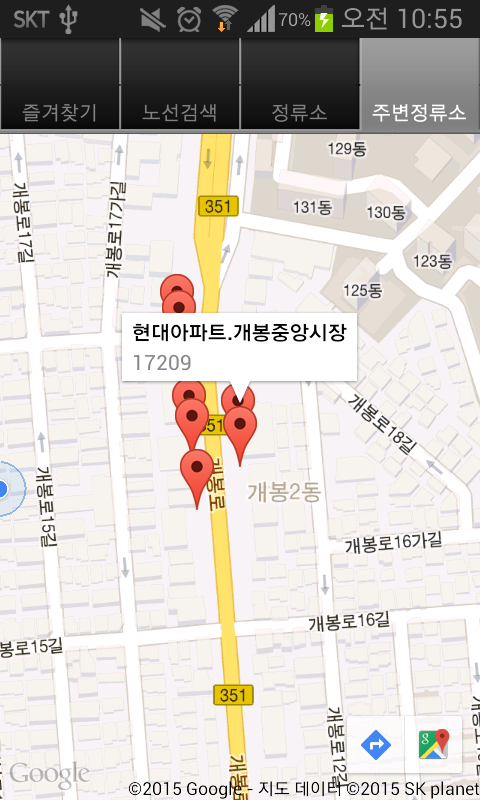 SKT 70% 오전 10:55
즐겨찾기 노선검색 정류소 주변정류소
129동
351
131동
130동
개봉로17길
개봉로17가길
123동
125동
현대아파트.개봉중앙시장
17209
351
개봉로18길
개봉로
개봉2동
개봉로15길
개봉로16가길
개봉로12길
개봉로16길
로15길
351
개봉로12길
개봉로
Google
©2015 Google - 지도 데이터 ©2015 SK planet